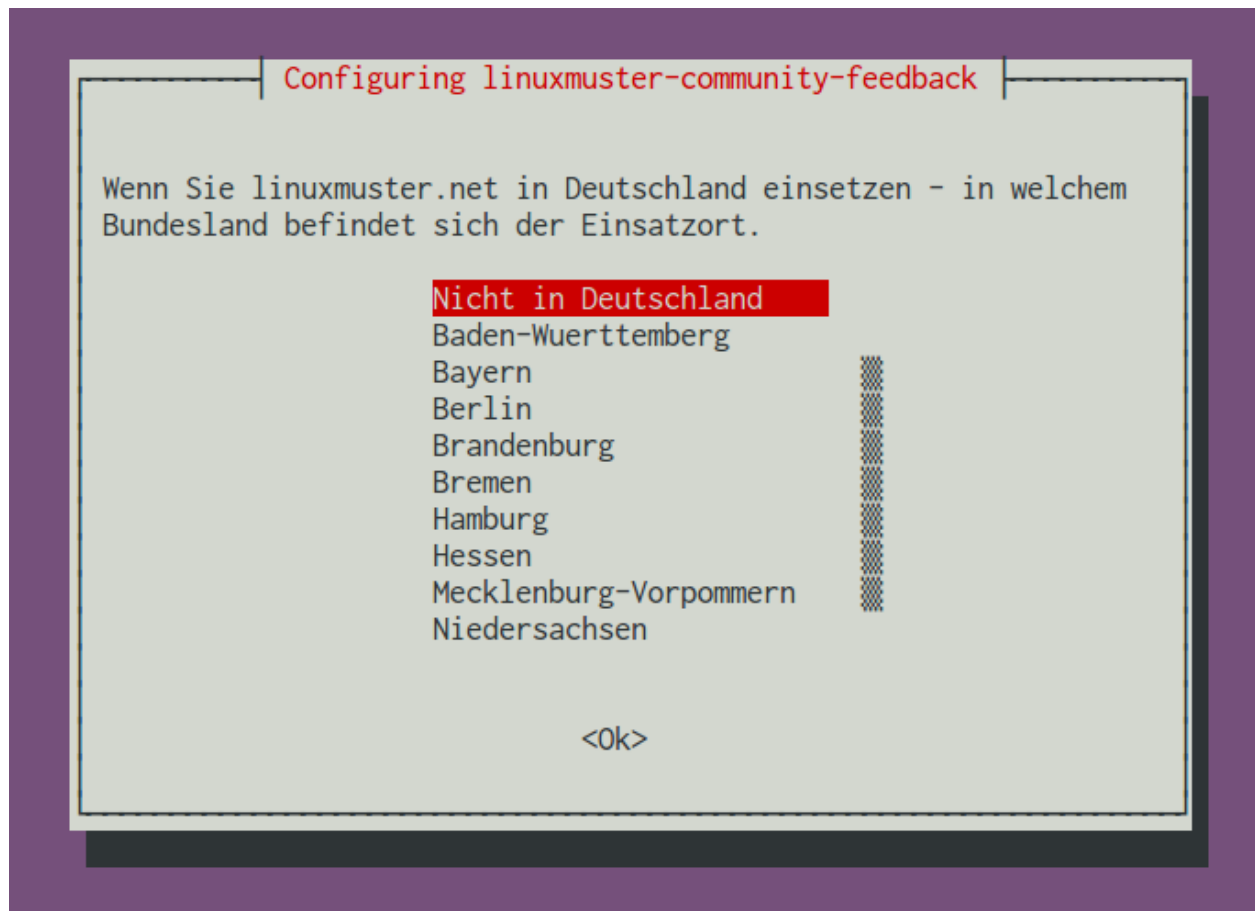 Configuring linuxmuster-community-feedback
Wenn Sie linuxmuster.net in Deutschland einsetzen - in welchem
Bundesland befindet sich der Einsatzort.
Nicht in Deutschland
Baden-Wuerttemberg
Bayern
Berlin
Brandenburg
Bremen
Hamburg
Hessen
Mecklenburg-Vorpommern
Niedersachsen
<Ok>